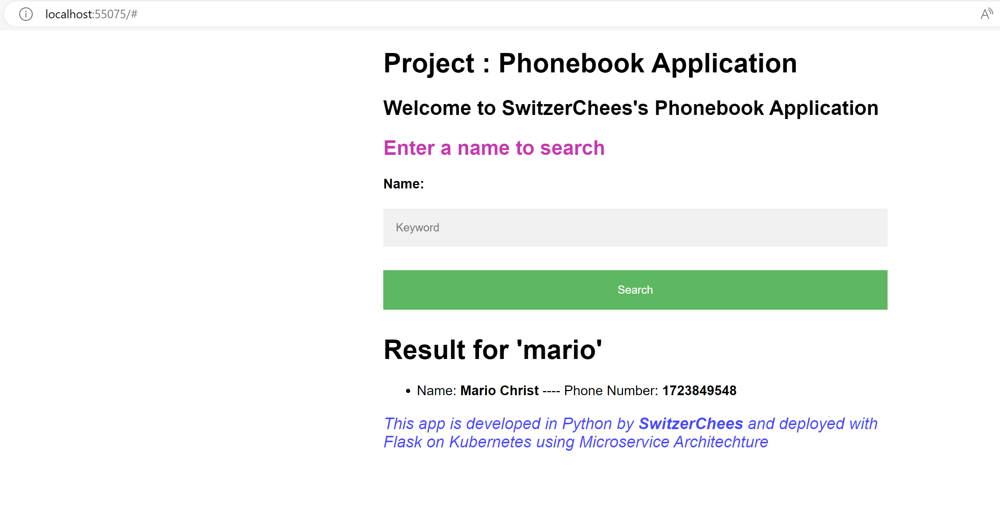 localhost:55075/#
Project : Phonebook Application
Welcome to SwitzerChees's Phonebook Application
Enter a name to search
Name:
Keyword
Search
Result for 'mario'
• Name: Mario Christ ---- Phone Number: 1723849548
This app is developed in Python by SwitzerChees and deployed with
Flask on Kubernetes using Microservice Architechture